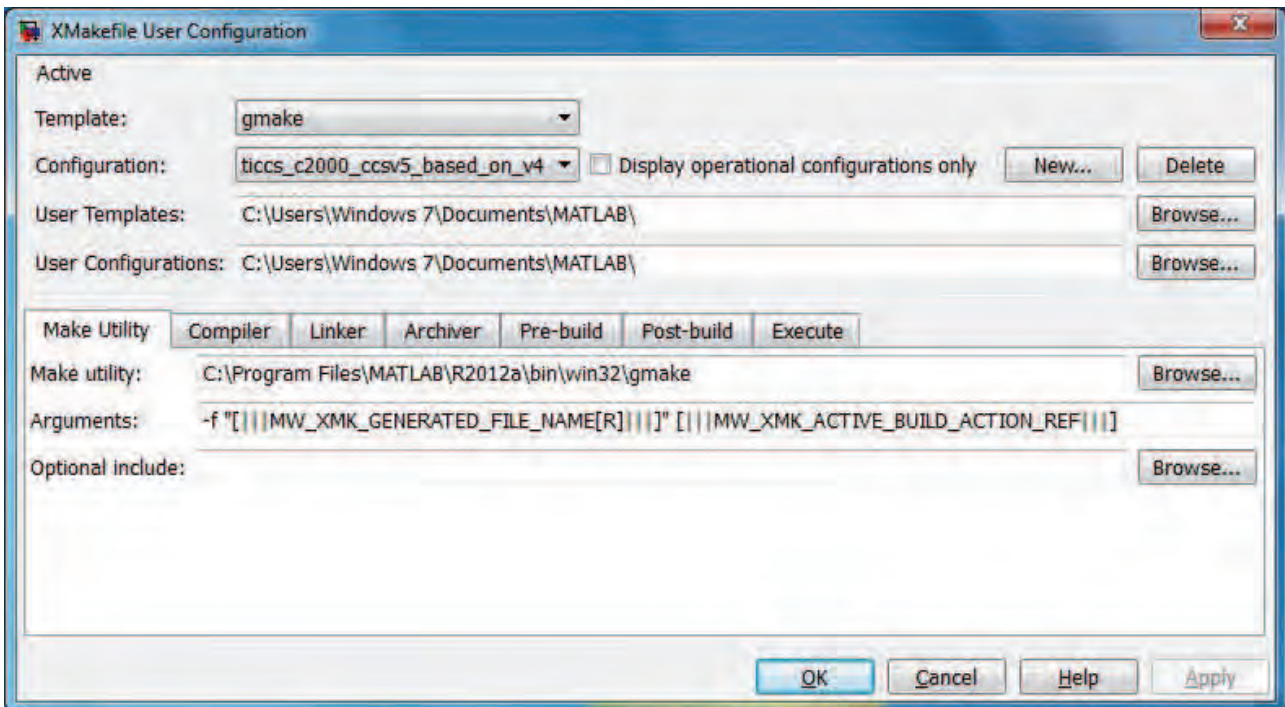 XMakefile User Configuration
Active
Template: gmake
Configuration: ticcs_c2000_ccsv5_based_on_v4 Display operational configurations only New... Delete
User Templates: C:\Users\Windows 7\Documents\MATLAB\ Browse...
User Configurations: C:\Users\Windows 7\Documents\MATLAB\ Browse...
Make Utility Compiler Linker Archiver Pre-build Post-build Execute
Make utility: C:\Program Files\MATLAB\R2012a\bin\win32\gmake Browse...
Arguments: -f "[|||MW_XMK_GENERATED_FILE_NAME[R]|||]" [|||MW_XMK_ACTIVE_BUILD_ACTION_REF|||]
Optional include: Browse...
OK Cancel Help Apply